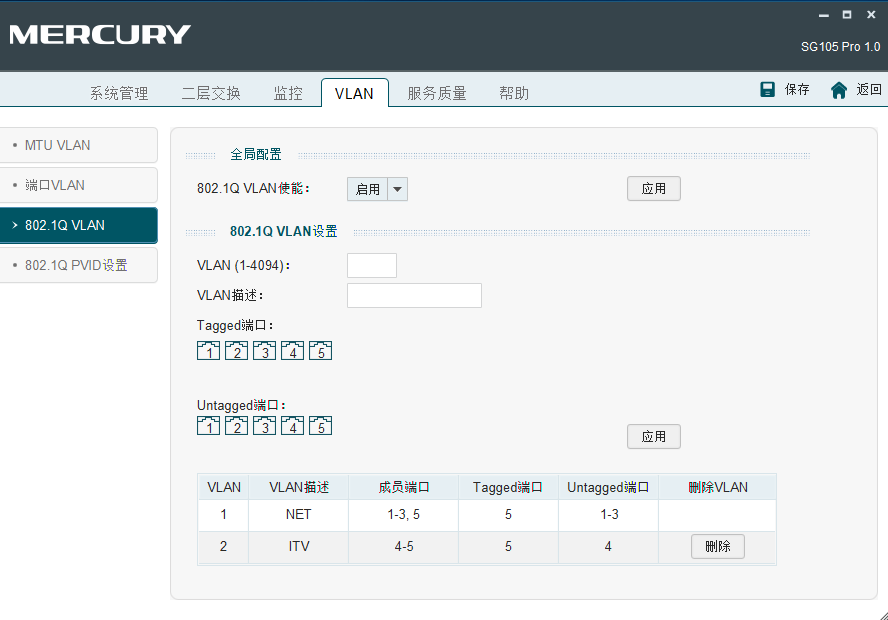 MERCURY
SG105 Pro 1.0
系统管理 二层交换 监控 VLAN 服务质量 帮助 保存 返回
• MTU VLAN
• 端口VLAN
› 802.1Q VLAN
• 802.1Q PVID设置
全局配置
802.1Q VLAN使能： 启用 应用
802.1Q VLAN设置
VLAN (1-4094)：
VLAN描述：
Tagged端口：
1 2 3 4 5
Untagged端口：
1 2 3 4 5
应用
VLAN VLAN描述 成员端口 Tagged端口 Untagged端口 删除VLAN
1 NET 1-3, 5 5 1-3
2 ITV 4-5 5 4 删除